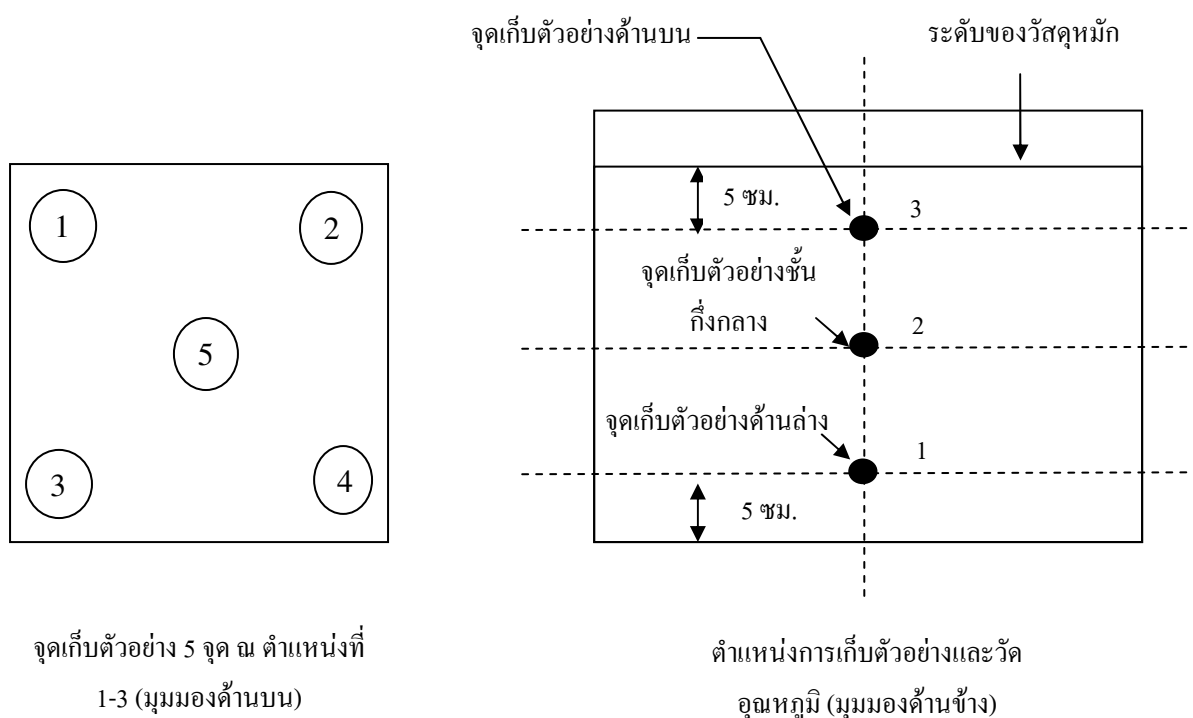 จุดเก็บตัวอย่างด้านบน
ระดับของวัสดุหมัก
1
2
5
3
4
5 ซม.
3
จุดเก็บตัวอย่างชั้น
กึ่งกลาง
2
จุดเก็บตัวอย่างด้านล่าง
1
5 ซม.
จุดเก็บตัวอย่าง 5 จุด ณ ตำแหน่งที่
1-3 (มุมมองด้านบน)
ตำแหน่งการเก็บตัวอย่างและวัด
อุณหภูมิ (มุมมองด้านข้าง)